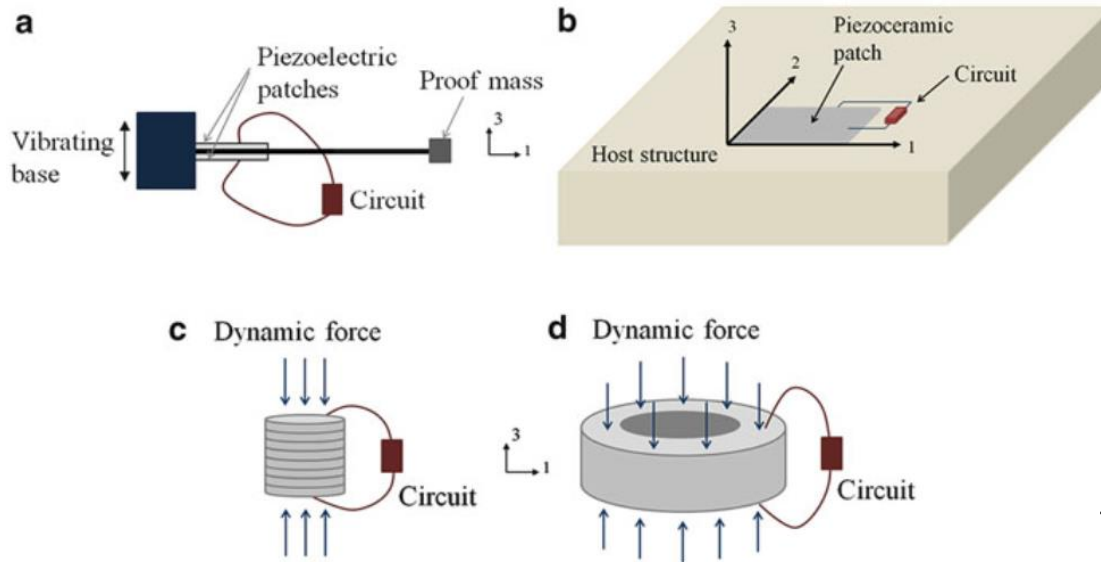 a
Piezoelectric
patches
Proof mass
Vibrating
base
Circuit
3
1
b
3
Piezoceramic
patch
2
Circuit
Host structure
1
c
Dynamic force
Circuit
3
1
d
Dynamic force
Circuit